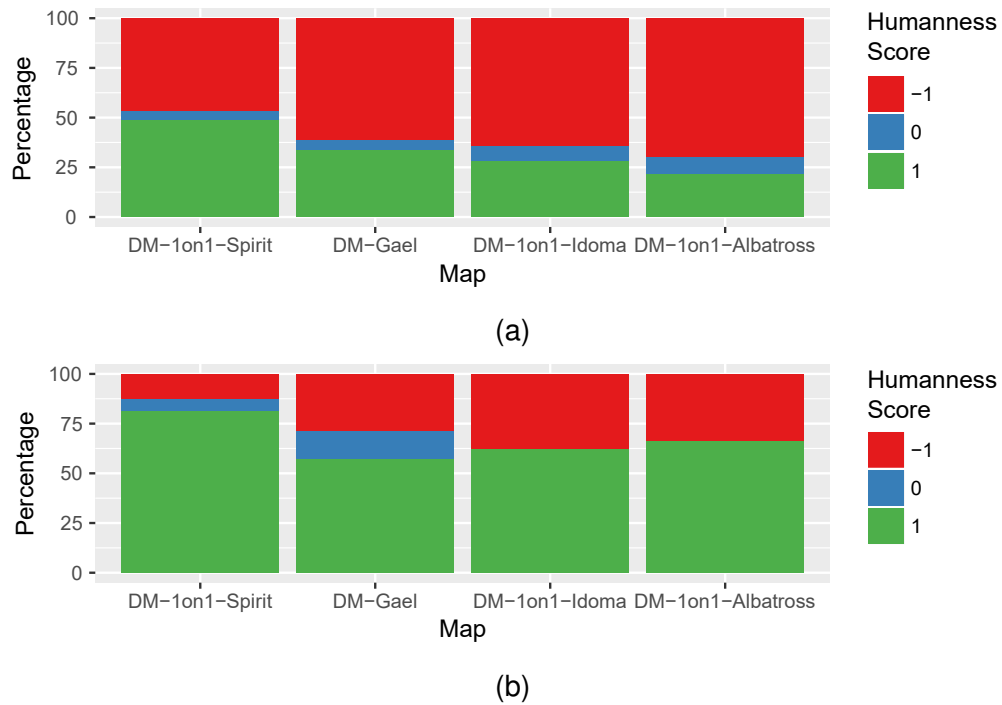 Percentage
100
75
50
25
0
DM−1on1−Spirit
DM−Gael
DM−1on1−Idoma
DM−1on1−Albatross
Map
Humanness
Score
−1
0
1
(a)
Percentage
100
75
50
25
0
DM−1on1−Spirit
DM−Gael
DM−1on1−Idoma
DM−1on1−Albatross
Map
Humanness
Score
−1
0
1
(b)